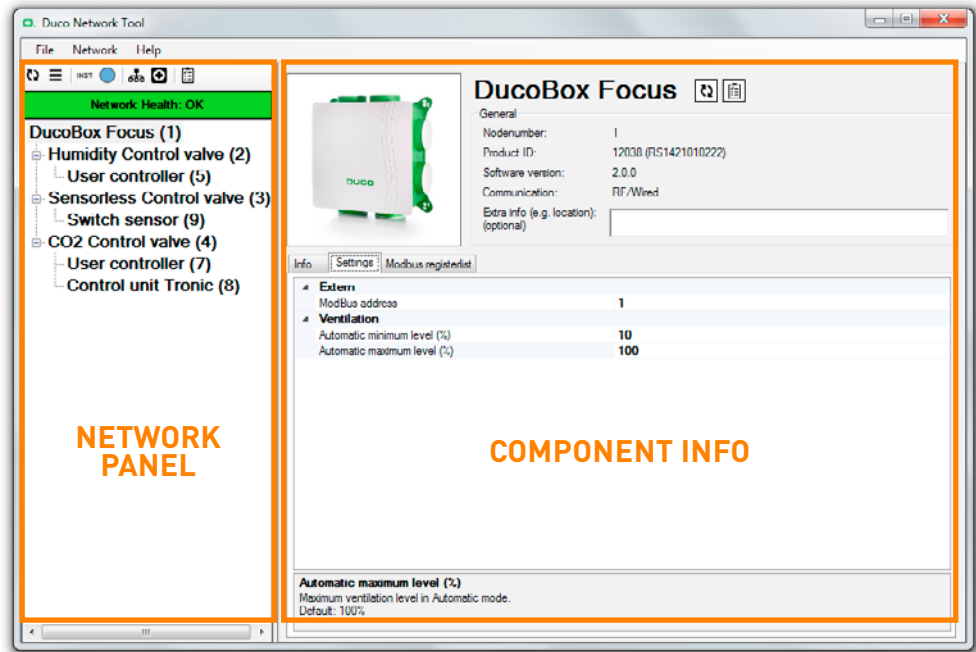 Duco Network Tool
File Network Help
INST
Network Health: OK
DucoBox Focus (1)
Humidity Control valve (2)
User controller (5)
Sensorless Control valve (3)
Switch sensor (9)
CO2 Control valve (4)
User controller (7)
Control unit Tronic (8)
NETWORK
PANEL
DUCO
DucoBox Focus
General
Nodenumber: 1
Product ID: 12038 (RS1421010222)
Software version: 2.0.0
Communication: RF/Wired
Extra info (e.g. location):
(optional)
Info Settings Modbus registerlist
Extern
ModBus address 1
Ventilation
Automatic minimum level (%) 10
Automatic maximum level (%) 100
COMPONENT INFO
Automatic maximum level (%)
Maximum ventilation level in Automatic mode.
Default: 100%